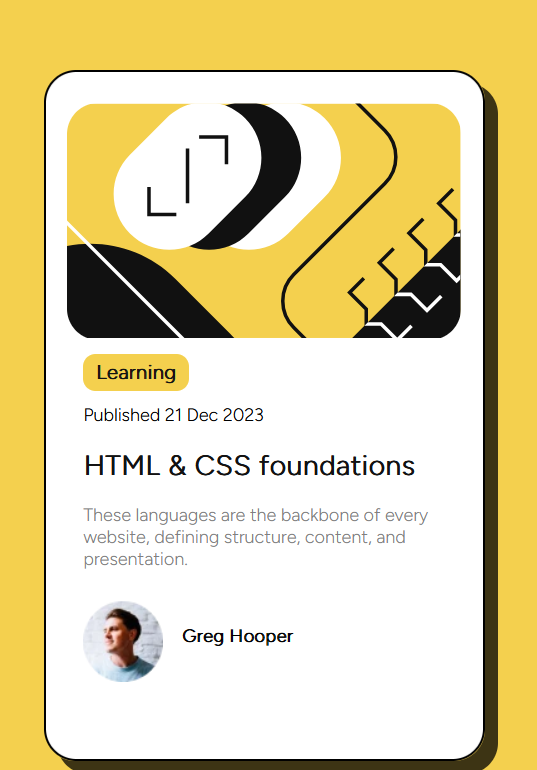 Learning
Published 21 Dec 2023
HTML & CSS foundations
These languages are the backbone of every
website, defining structure, content, and
presentation.
Greg Hooper